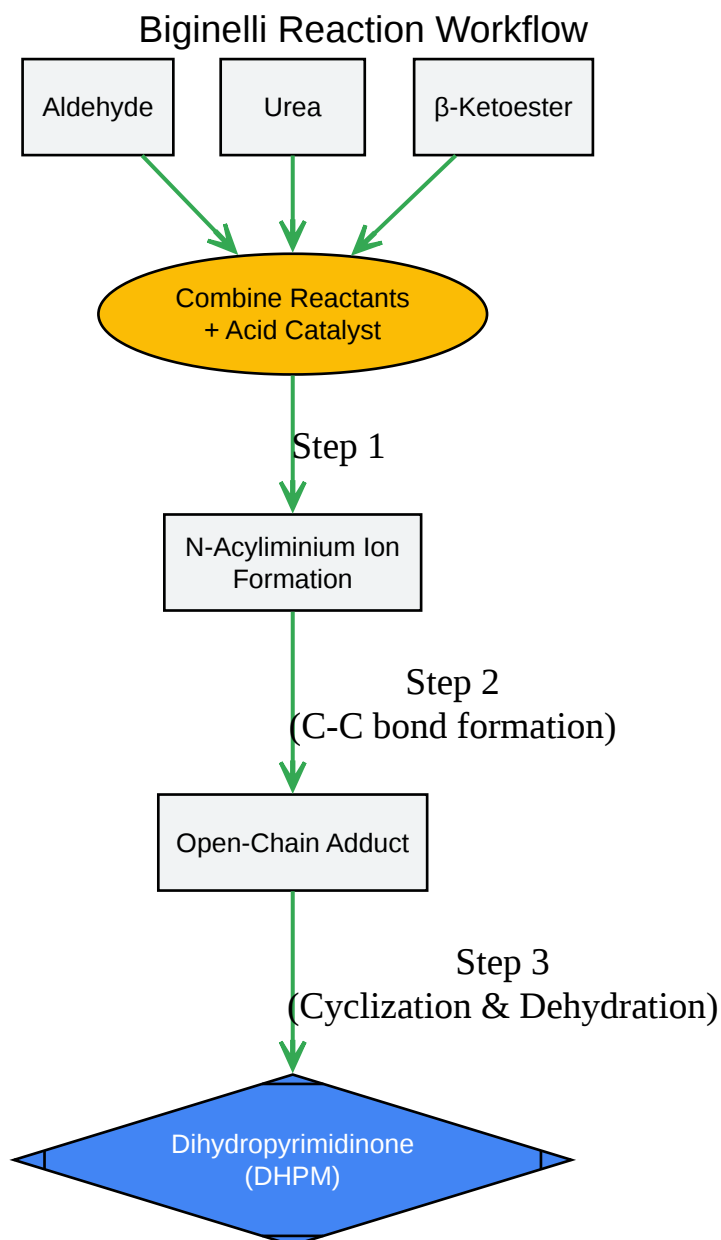 Biginelli Reaction Workflow
Aldehyde
Urea
β-Ketoester
Combine Reactants
+ Acid Catalyst
Step 1
N-Acyliminium Ion
Formation
Step 2
(C-C bond formation)
Open-Chain Adduct
Step 3
(Cyclization & Dehydration)
Dihydropyrimidinone
(DHPM)